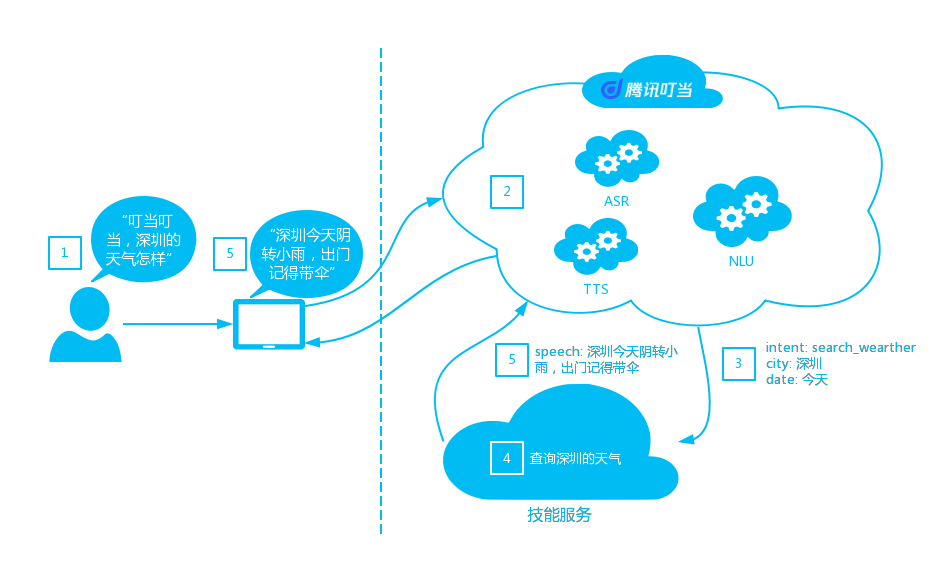 腾讯叮当
ASR
2
NLU
TTS
1
“叮当叮
当，深圳的
天气怎样”
5
“深圳今天阴
转小雨，出门
记得带伞”
5
speech: 深圳今天阴转小
雨，出门记得带伞
3
intent: search_wearther
city: 深圳
date: 今天
4
查询深圳的天气
技能服务